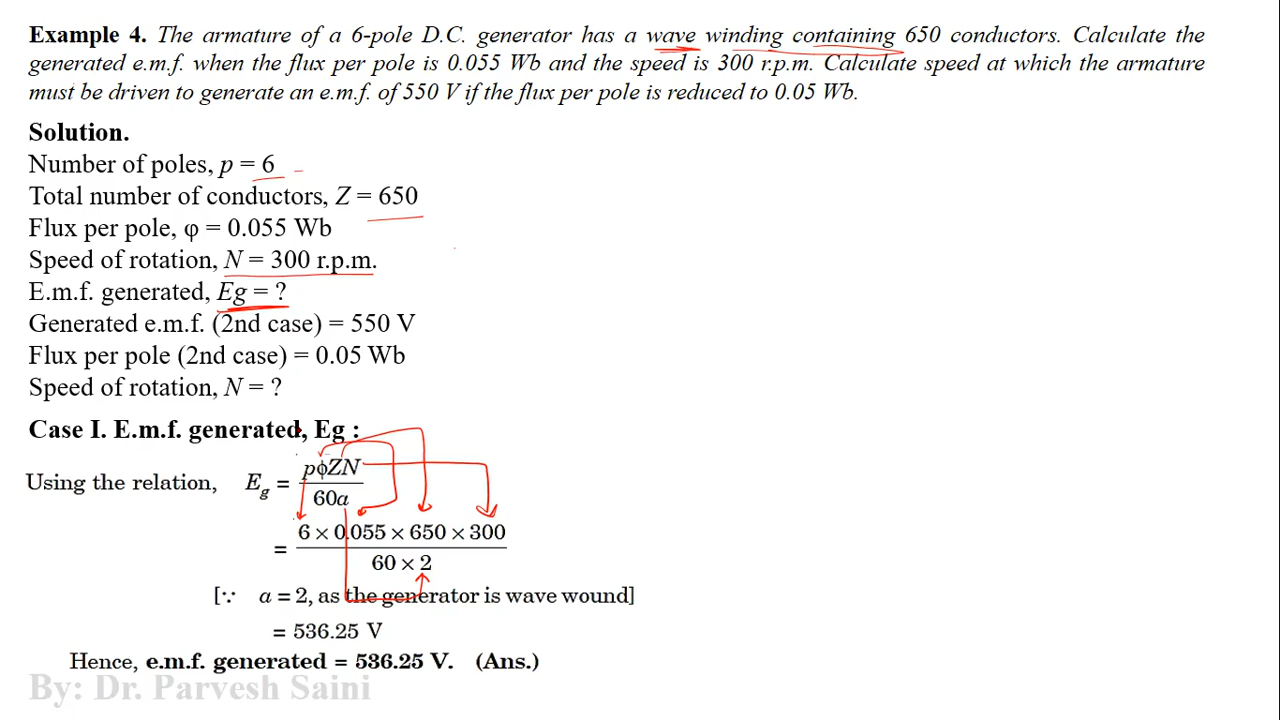 Example 4. The armature of a 6-pole D.C. generator has a wave winding containing 650 conductors. Calculate the
generated e.m.f. when the flux per pole is 0.055 Wb and the speed is 300 r.p.m. Calculate speed at which the armature
must be driven to generate an e.m.f. of 550 V if the flux per pole is reduced to 0.05 Wb.
Solution.
Number of poles, p = 6
Total number of conductors, Z = 650
Flux per pole, φ = 0.055 Wb
Speed of rotation, N = 300 r.p.m.
E.m.f. generated, Eg = ?
Generated e.m.f. (2nd case) = 550 V
Flux per pole (2nd case) = 0.05 Wb
Speed of rotation, N = ?
Case I. E.m.f. generated, Eg :
Using the relation, E_g = pϕZN / 60a
= 6 × 0.055 × 650 × 300 / 60 × 2
[∵ a = 2, as the generator is wave wound]
= 536.25 V
Hence, e.m.f. generated = 536.25 V. (Ans.)
By: Dr. Parvesh Saini